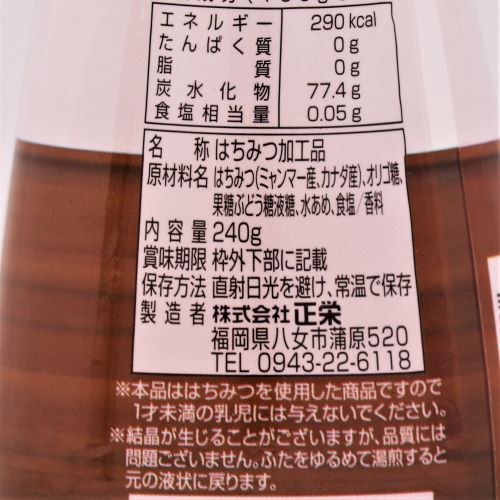 エネルギー 290kcal
たんぱく質 0g
脂質 0g
炭水化物 77.4g
食塩相当量 0.05g
名称 はちみつ加工品
原材料名 はちみつ(ミャンマー産、カナダ産)、オリゴ糖、
果糖ぶどう糖液糖、水あめ、食塩/香料
内容量 240g
賞味期限 枠外下部に記載
保存方法 直射日光を避け、常温で保存
製造者 株式会社 正栄
福岡県八女市蒲原520
TEL 0943-22-6118
※本品ははちみつを使用した商品ですので
1才未満の乳児には与えないでください。
※結晶が生じることがございますが、品質には
問題ございません。ふたをゆるめて湯煎すると
元の液状に戻ります。